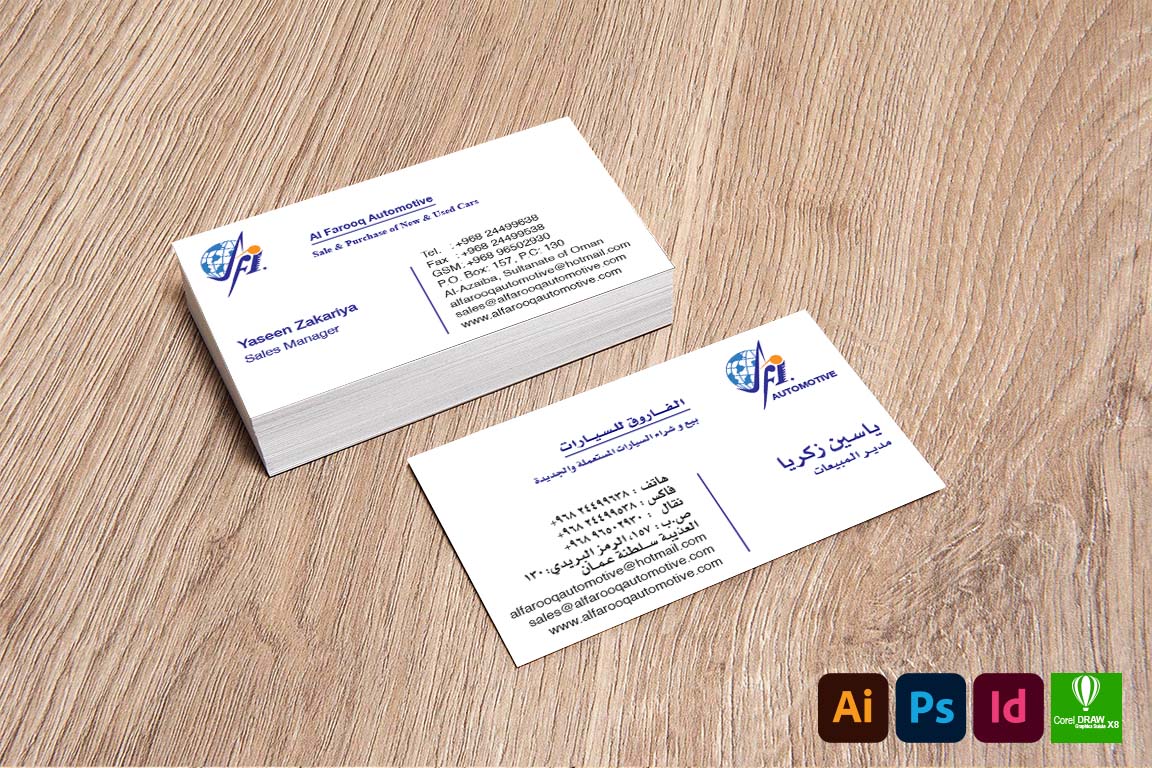 Al Farooq Automotive
Sale & Purchase of New & Used Cars
fi.
Yaseen Zakariya
Sales Manager
Tel. : +968 24499638
Fax : +968 24499538
GSM: +968 96502930
P.O. Box: 157, P.C: 130
Al-Azaiba, Sultanate of Oman
alfarooqautomotive@hotmail.com
sales@alfarooqautomotive.com
www.alfarooqautomotive.com
fi.
AUTOMOTIVE
الفاروق للسيارات
بيع و شراء السيارات المستعملة والجديدة
ياسين زكريا
مدير المبيعات
هاتف : ٢٤٤٩٩٦٣٨ ٩٦٨+
فاكس : ٢٤٤٩٩٥٣٨ ٩٦٨+
نقال : ٩٦٥٠٢٩٣٠ ٩٦٨+
ص.ب : ١٥٧، الرمز البريدي: ١٣٠
العذيبة سلطنة عمان
alfarooqautomotive@hotmail.com
sales@alfarooqautomotive.com
www.alfarooqautomotive.com
Ai
Ps
Id
Corel DRAW
Graphics Suite X8